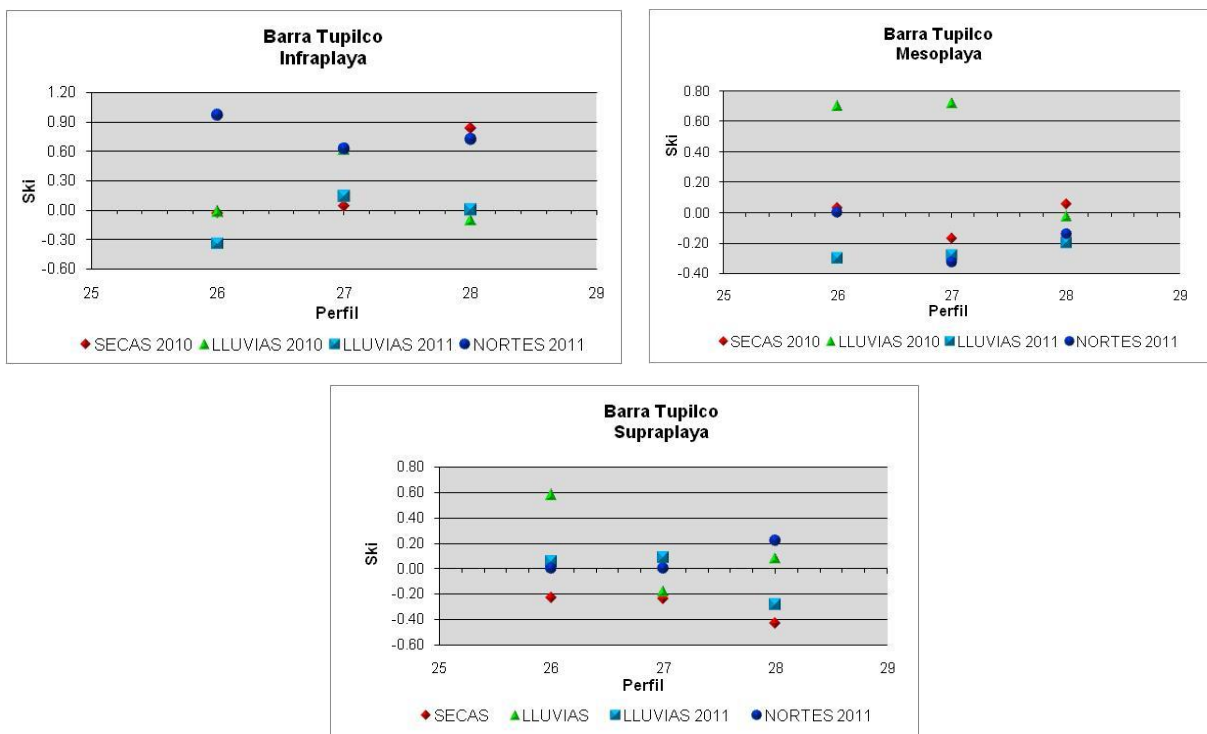 Barra Tupilco
Infraplaya
Ski
1.20
0.90
0.60
0.30
0.00
-0.30
-0.60
25 26 27 28 29
Perfil
SECAS 2010 LLUVIAS 2010 LLUVIAS 2011 NORTES 2011
Barra Tupilco
Mesoplaya
Ski
0.80
0.60
0.40
0.20
0.00
-0.20
-0.40
25 26 27 28 29
Perfil
SECAS 2010 LLUVIAS 2010 LLUVIAS 2011 NORTES 2011
Barra Tupilco
Supraplaya
Ski
0.80
0.60
0.40
0.20
0.00
-0.20
-0.40
-0.60
25 26 27 28 29
Perfil
SECAS LLUVIAS LLUVIAS 2011 NORTES 2011